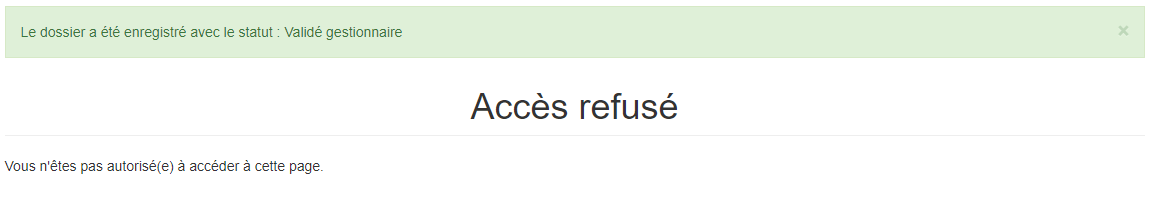 Le dossier a été enregistré avec le statut : Validé gestionnaire ×
Accès refusé
Vous n'êtes pas autorisé(e) à accéder à cette page.